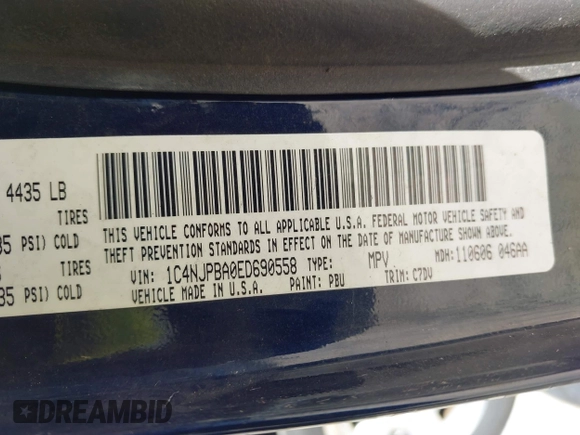 4435 LB
TIRES
35 PSI) COLD
TIRES
35 PSI) COLD
THIS VEHICLE CONFORMS TO ALL APPLICABLE U.S.A. FEDERAL MOTOR VEHICLE SAFETY AND
THEFT PREVENTION STANDARDS IN EFFECT ON THE DATE OF MANUFACTURE SHOWN ABOVE.
VIN: 1C4NJPBA0ED690558 TYPE: MPV MDH: 110606 046AA
VEHICLE MADE IN U.S.A. PAINT: PBU TRIM: C7DV
DREAMBID